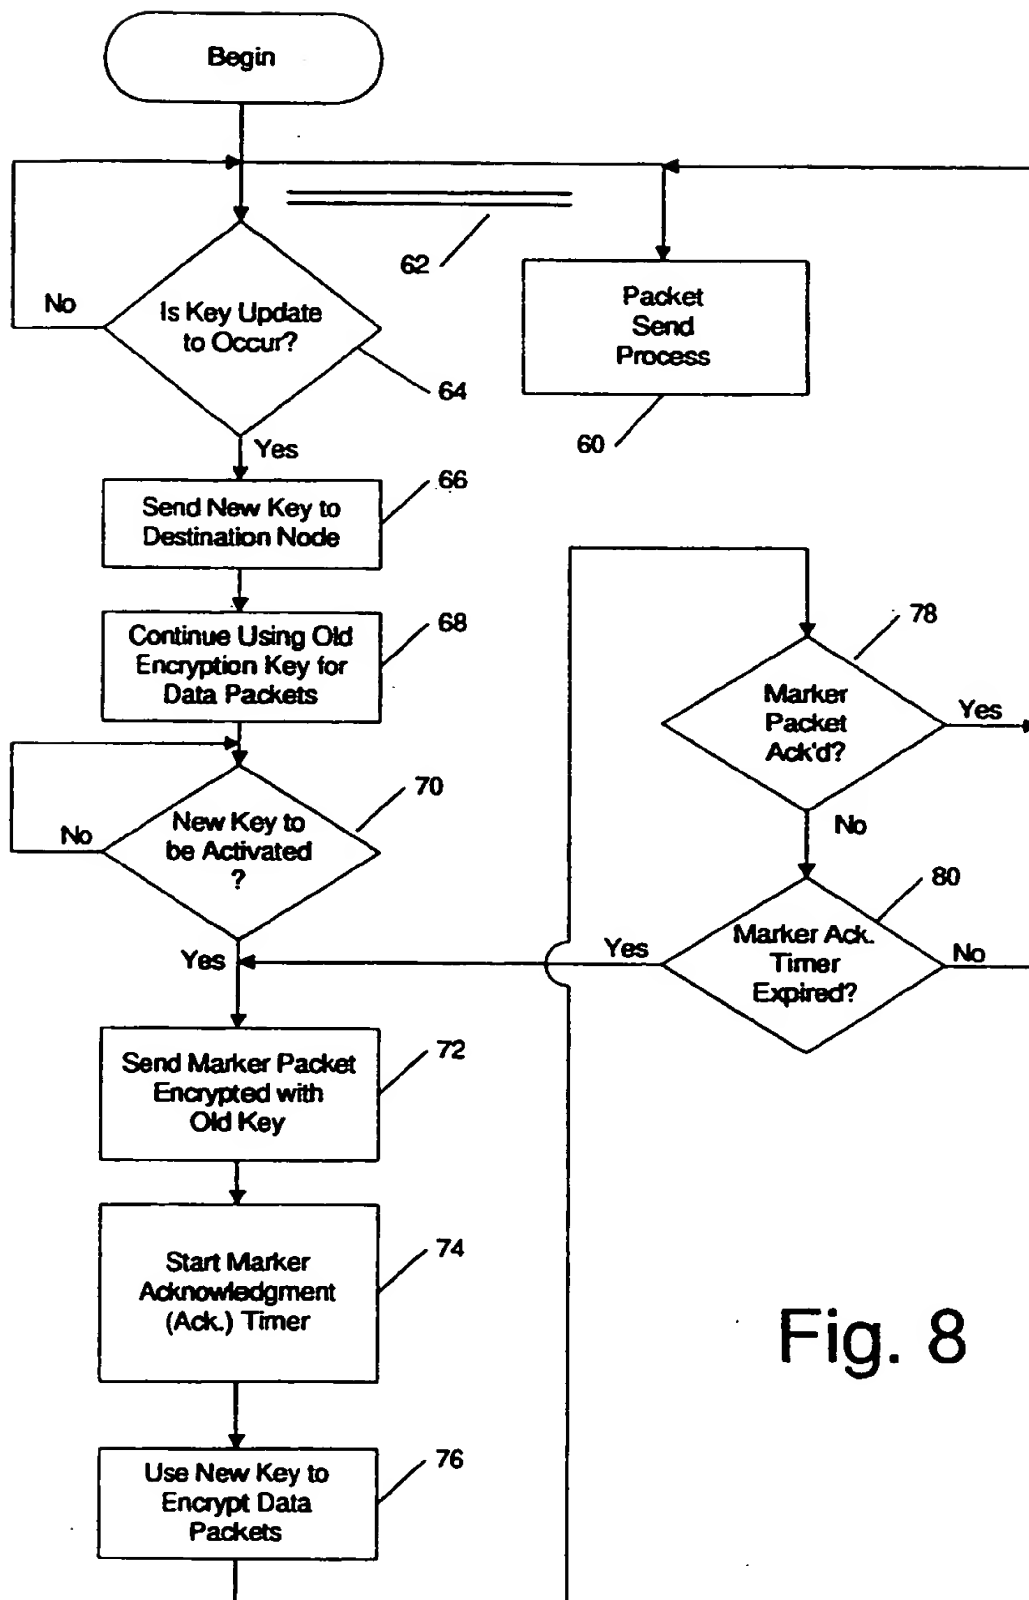 Begin
62
No
Is Key Update
to Occur?
64
Yes
Packet
Send
Process
60
Send New Key to
Destination Node
66
Continue Using Old
Encryption Key for
Data Packets
68
No
New Key to
be Activated
?
70
Yes
Marker
Packet
Ack'd?
78
Yes
No
Marker Ack.
Timer
Expired?
80
Yes
No
Send Marker Packet
Encrypted with
Old Key
72
Start Marker
Acknowledgment
(Ack.) Timer
74
Use New Key to
Encrypt Data
Packets
76
Fig. 8